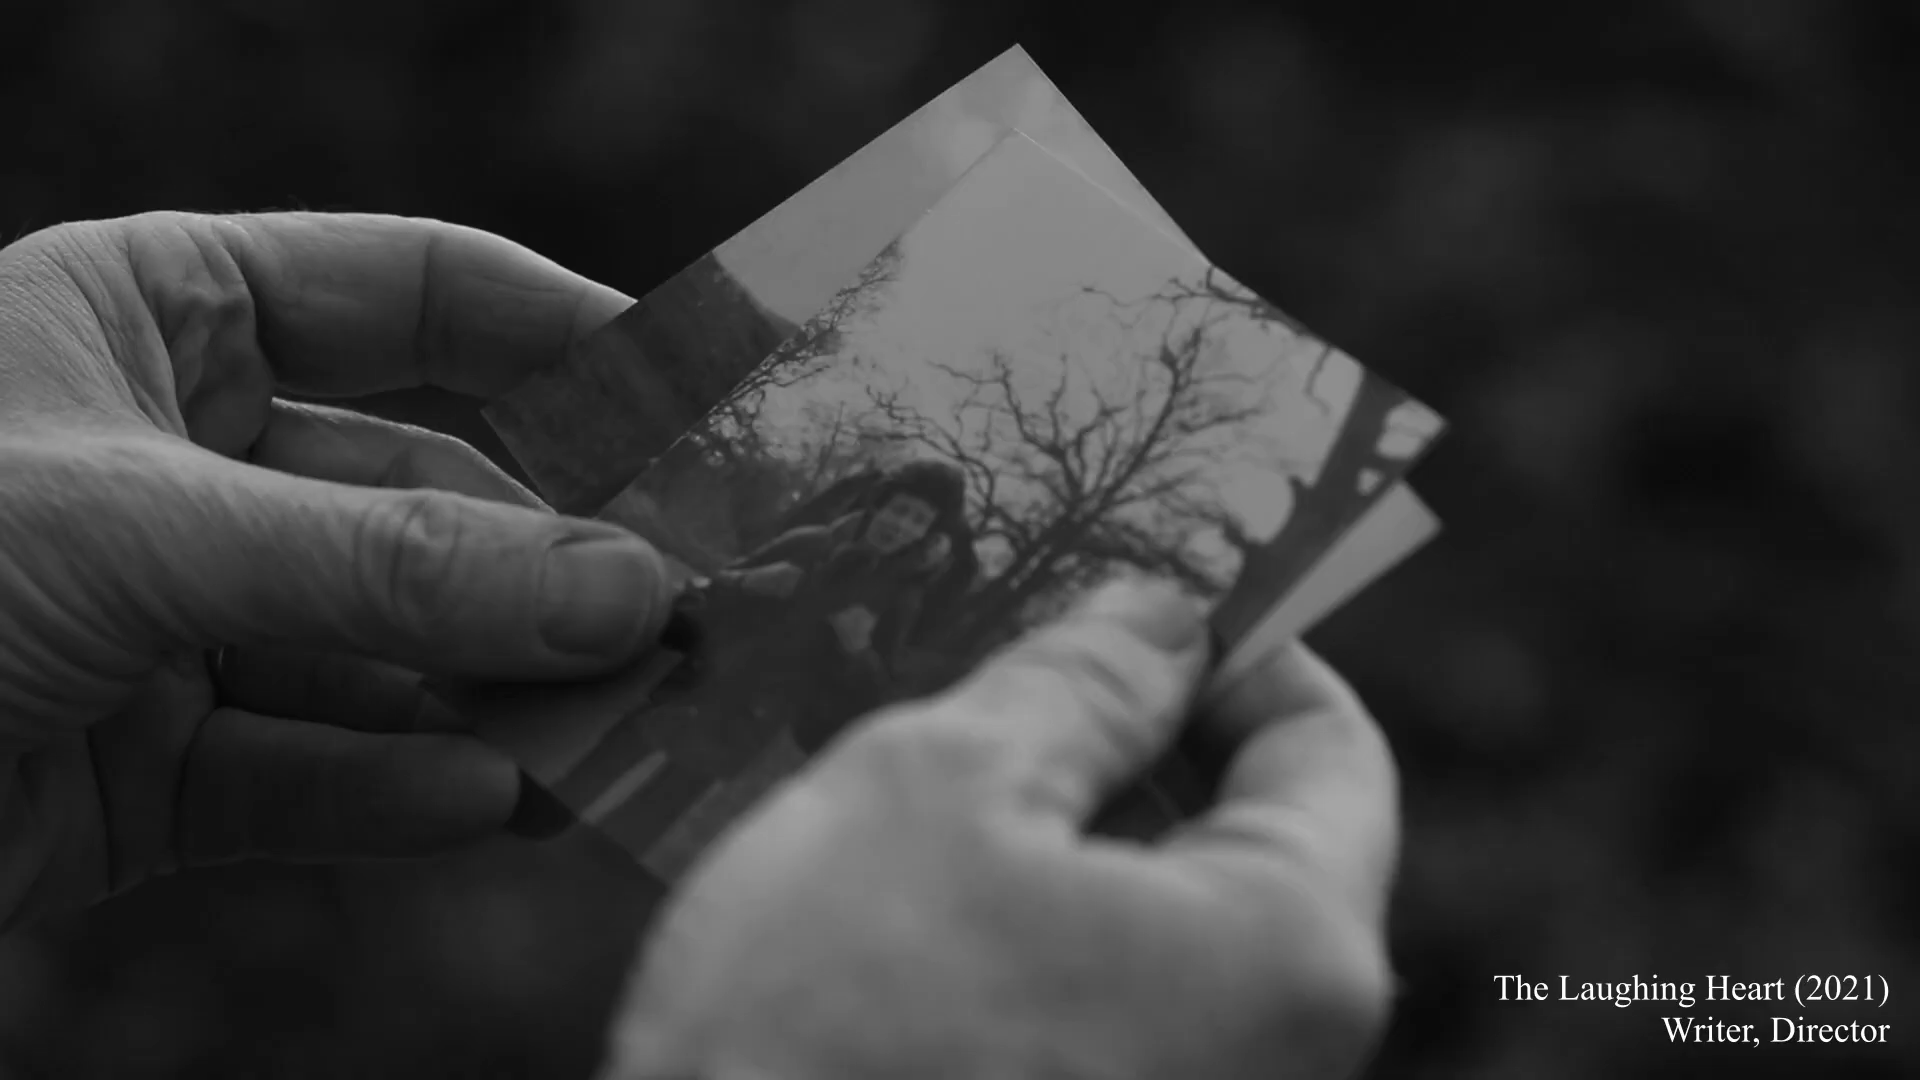 The Laughing Heart (2021)
Writer, Director